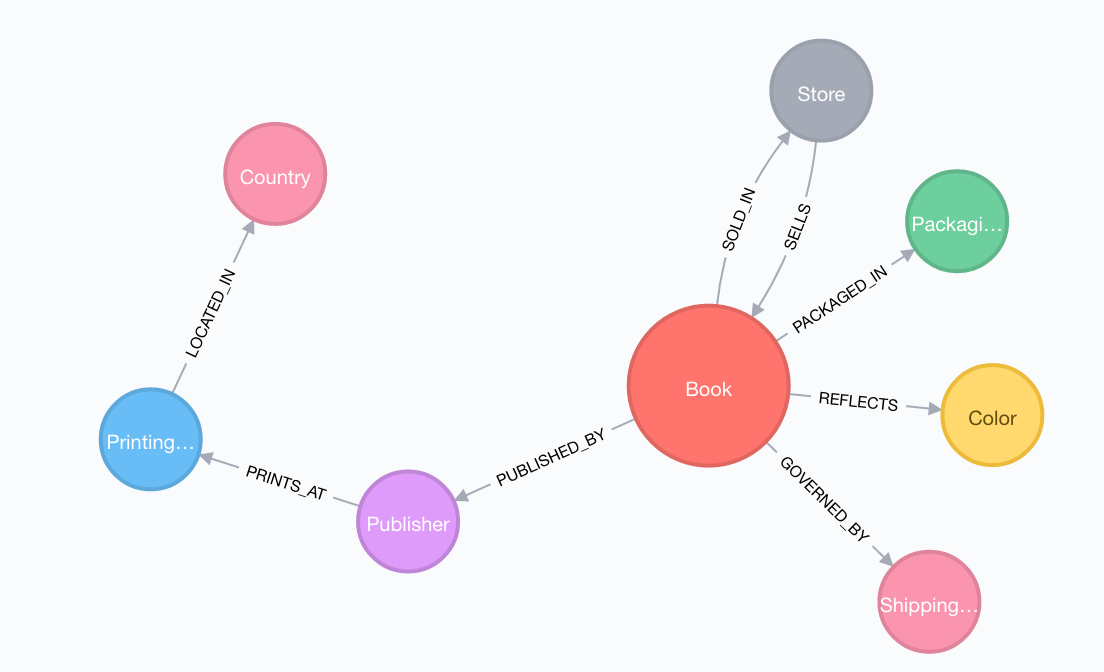 Store
Country
Packagi…
SOLD_IN
SELLS
LOCATED_IN
PACKAGED_IN
Book
REFLECTS
Color
Printing…
PUBLISHED_BY
PRINTS_AT
GOVERNED_BY
Publisher
Shipping…